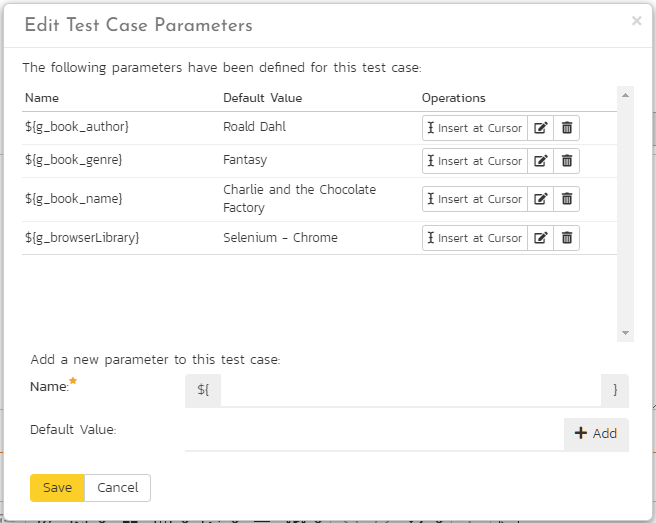 Edit Test Case Parameters ×
The following parameters have been defined for this test case:
Name Default Value Operations
${g_book_author} Roald Dahl Insert at Cursor
${g_book_genre} Fantasy Insert at Cursor
${g_book_name} Charlie and the Chocolate Factory Insert at Cursor
${g_browserLibrary} Selenium - Chrome Insert at Cursor
Add a new parameter to this test case:
Name: ${ }
Default Value: + Add
Save Cancel